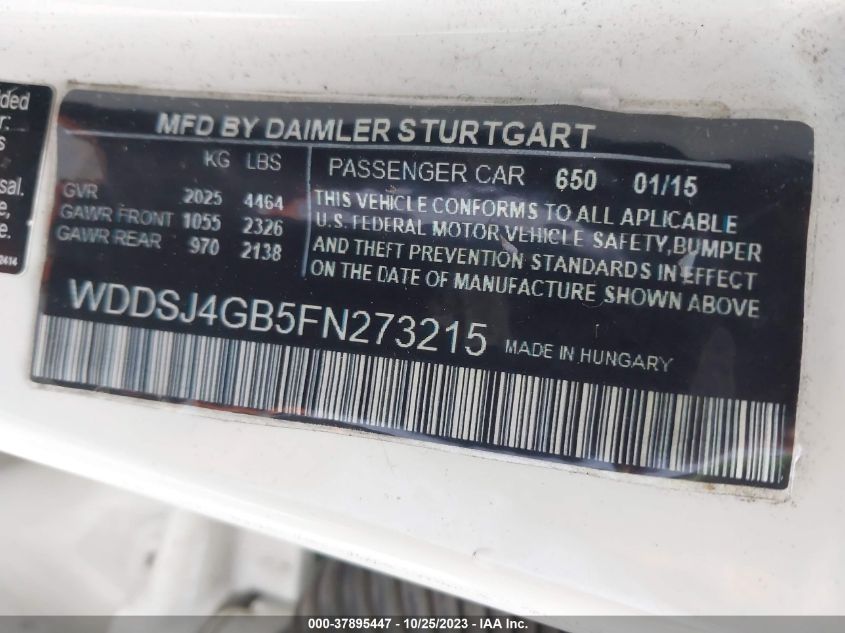 ided
r:
s
sal.
e,
e.
2414
MFD BY DAIMLER STURTGART
KG LBS
GVR 2025 4464
GAWR FRONT 1055 2326
GAWR REAR 970 2138
PASSENGER CAR 650 01/15
THIS VEHICLE CONFORMS TO ALL APLICABLE
U.S. FEDERAL MOTOR VEHICLE SAFETY, BUMPER
AND THEFT PREVENTION STANDARDS IN EFFECT
ON THE DATE OF MANUFACTURE SHOWN ABOVE
WDDSJ4GB5FN273215 MADE IN HUNGARY
000-37895447 - 10/25/2023 - IAA Inc.